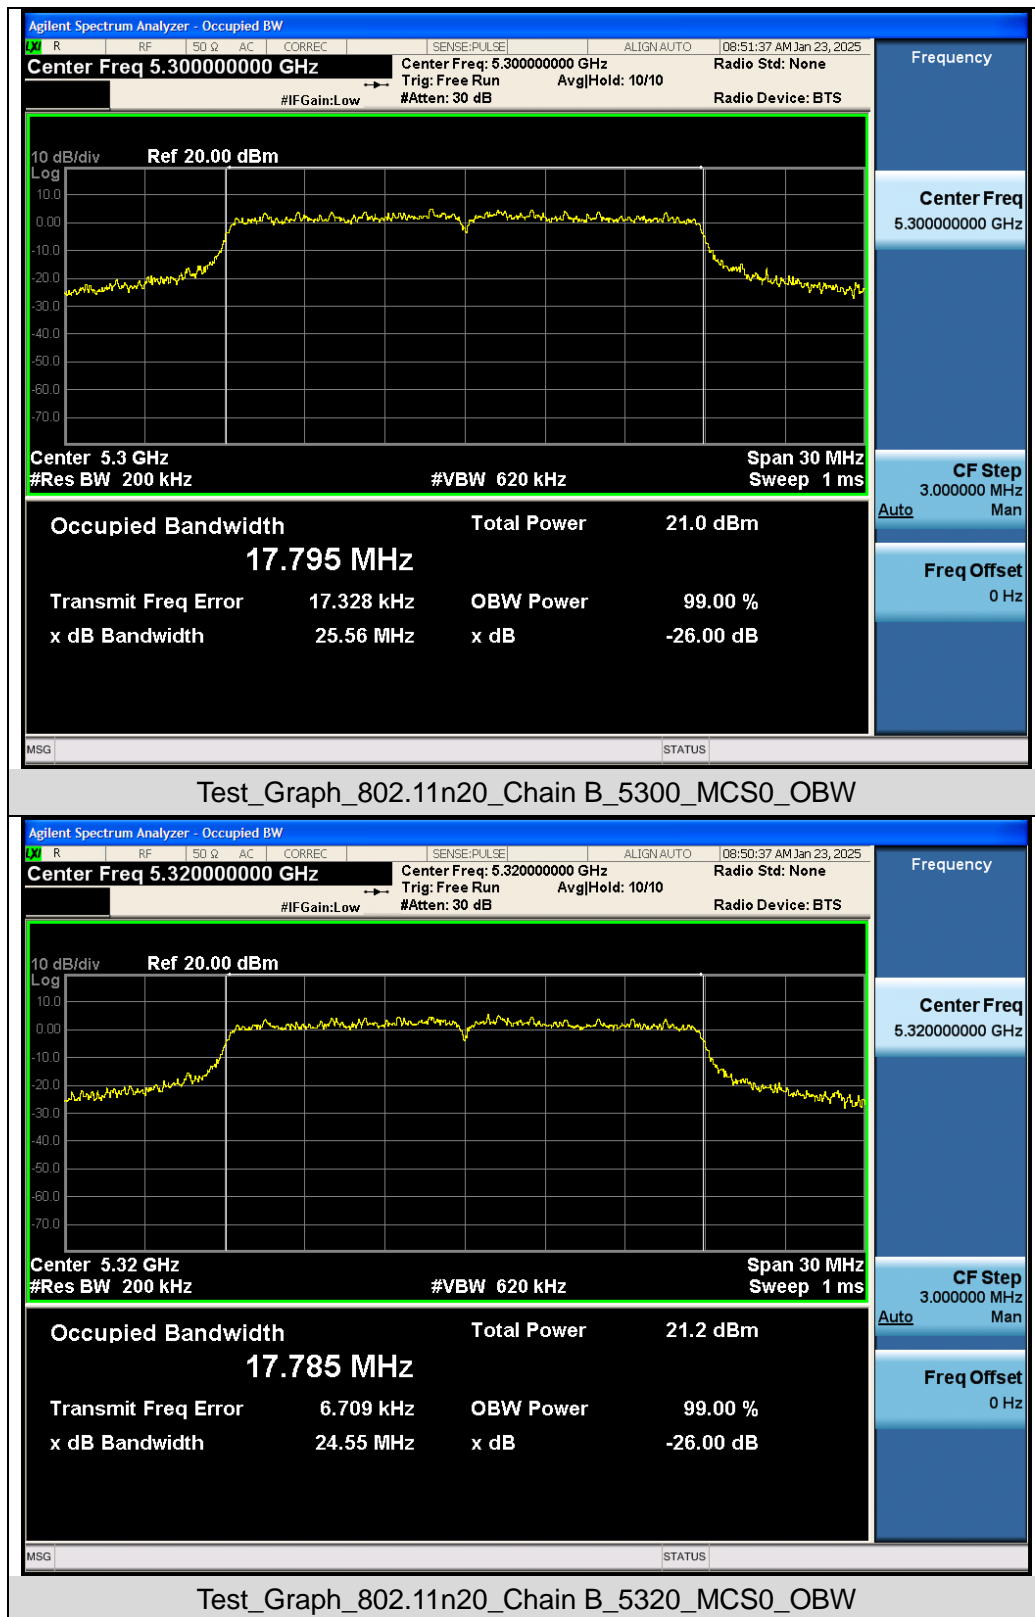 Agilent Spectrum Analyzer - Occupied BW
LXI R RF 50 Ω AC CORREC SENSE:PULSE ALIGN AUTO 08:51:37 AM Jan 23, 2025
Center Freq 5.300000000 GHz
Center Freq: 5.300000000 GHz Radio Std: None
Trig: Free Run Avg|Hold: 10/10
#IFGain:Low #Atten: 30 dB Radio Device: BTS
Frequency
10 dB/div Ref 20.00 dBm
Log
10.0
0.00
-10.0
-20.0
-30.0
-40.0
-50.0
-60.0
-70.0
Center Freq
5.300000000 GHz
Center 5.3 GHz Span 30 MHz
#Res BW 200 kHz #VBW 620 kHz Sweep 1 ms
CF Step
3.000000 MHz
Auto Man
Occupied Bandwidth Total Power 21.0 dBm
17.795 MHz
Transmit Freq Error 17.328 kHz OBW Power 99.00 %
x dB Bandwidth 25.56 MHz x dB -26.00 dB
Freq Offset
0 Hz
MSG STATUS
Test_Graph_802.11n20_Chain B_5300_MCS0_OBW
Agilent Spectrum Analyzer - Occupied BW
LXI R RF 50 Ω AC CORREC SENSE:PULSE ALIGN AUTO 08:50:37 AM Jan 23, 2025
Center Freq 5.320000000 GHz
Center Freq: 5.320000000 GHz Radio Std: None
Trig: Free Run Avg|Hold: 10/10
#IFGain:Low #Atten: 30 dB Radio Device: BTS
Frequency
10 dB/div Ref 20.00 dBm
Log
10.0
0.00
-10.0
-20.0
-30.0
-40.0
-50.0
-60.0
-70.0
Center Freq
5.320000000 GHz
Center 5.32 GHz Span 30 MHz
#Res BW 200 kHz #VBW 620 kHz Sweep 1 ms
CF Step
3.000000 MHz
Auto Man
Occupied Bandwidth Total Power 21.2 dBm
17.785 MHz
Transmit Freq Error 6.709 kHz OBW Power 99.00 %
x dB Bandwidth 24.55 MHz x dB -26.00 dB
Freq Offset
0 Hz
MSG STATUS
Test_Graph_802.11n20_Chain B_5320_MCS0_OBW